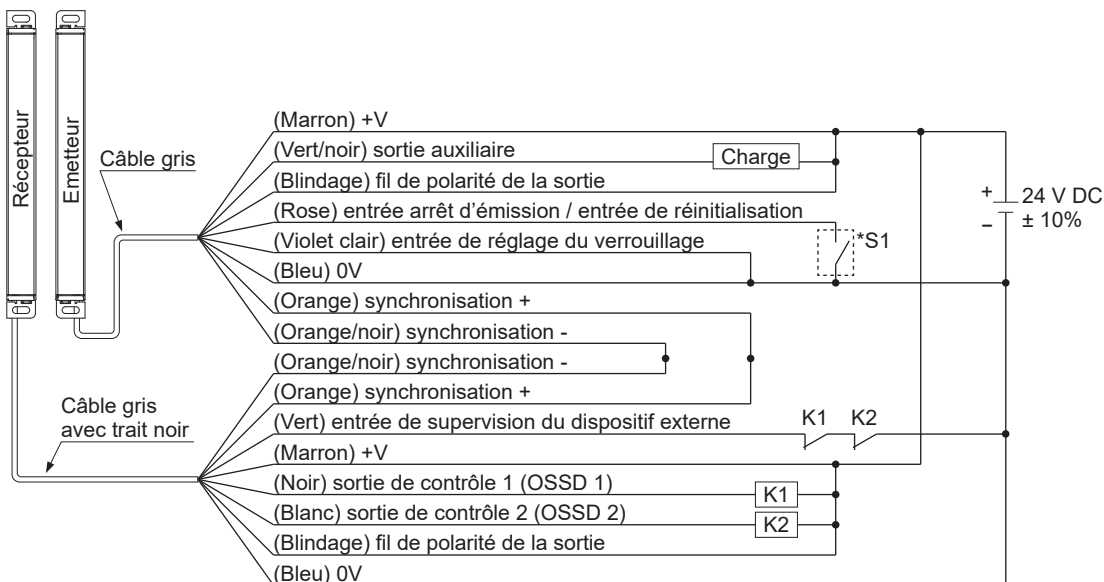 Récepteur
Emetteur
Câble gris
(Marron) +V
(Vert/noir) sortie auxiliaire
Charge
(Blindage) fil de polarité de la sortie
(Rose) entrée arrêt d'émission / entrée de réinitialisation
(Violet clair) entrée de réglage du verrouillage
*S1
(Bleu) 0V
+
−
24 V DC
± 10%
(Orange) synchronisation +
(Orange/noir) synchronisation -
(Orange/noir) synchronisation -
(Orange) synchronisation +
Câble gris
avec trait noir
(Vert) entrée de supervision du dispositif externe
K1
K2
(Marron) +V
(Noir) sortie de contrôle 1 (OSSD 1)
K1
(Blanc) sortie de contrôle 2 (OSSD 2)
K2
(Blindage) fil de polarité de la sortie
(Bleu) 0V